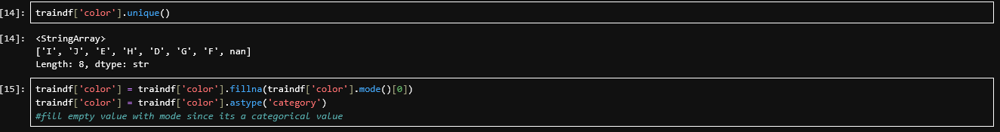 [14]: traindf['color'].unique()
[14]: <StringArray>
['I', 'J', 'E', 'H', 'D', 'G', 'F', nan]
Length: 8, dtype: str
[15]: traindf['color'] = traindf['color'].fillna(traindf['color'].mode()[0])
traindf['color'] = traindf['color'].astype('category')
#fill empty value with mode since its a categorical value